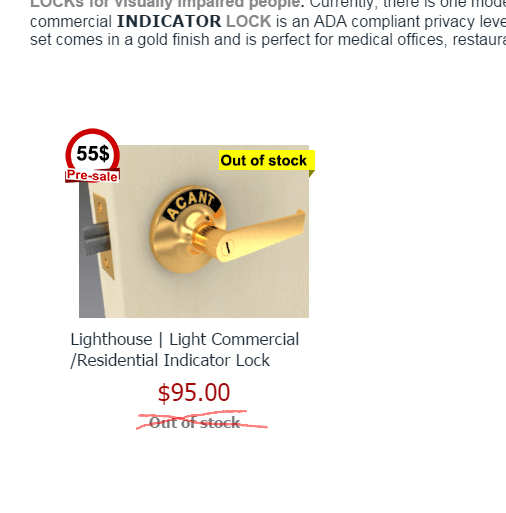 LOCKs for visually impaired people. Currently, there is one mode
commercial INDICATOR LOCK is an ADA compliant privacy leve
set comes in a gold finish and is perfect for medical offices, restaura
55$
Pre-sale
Out of stock
ACANT
Lighthouse | Light Commercial
/Residential Indicator Lock
$95.00
Out of stock